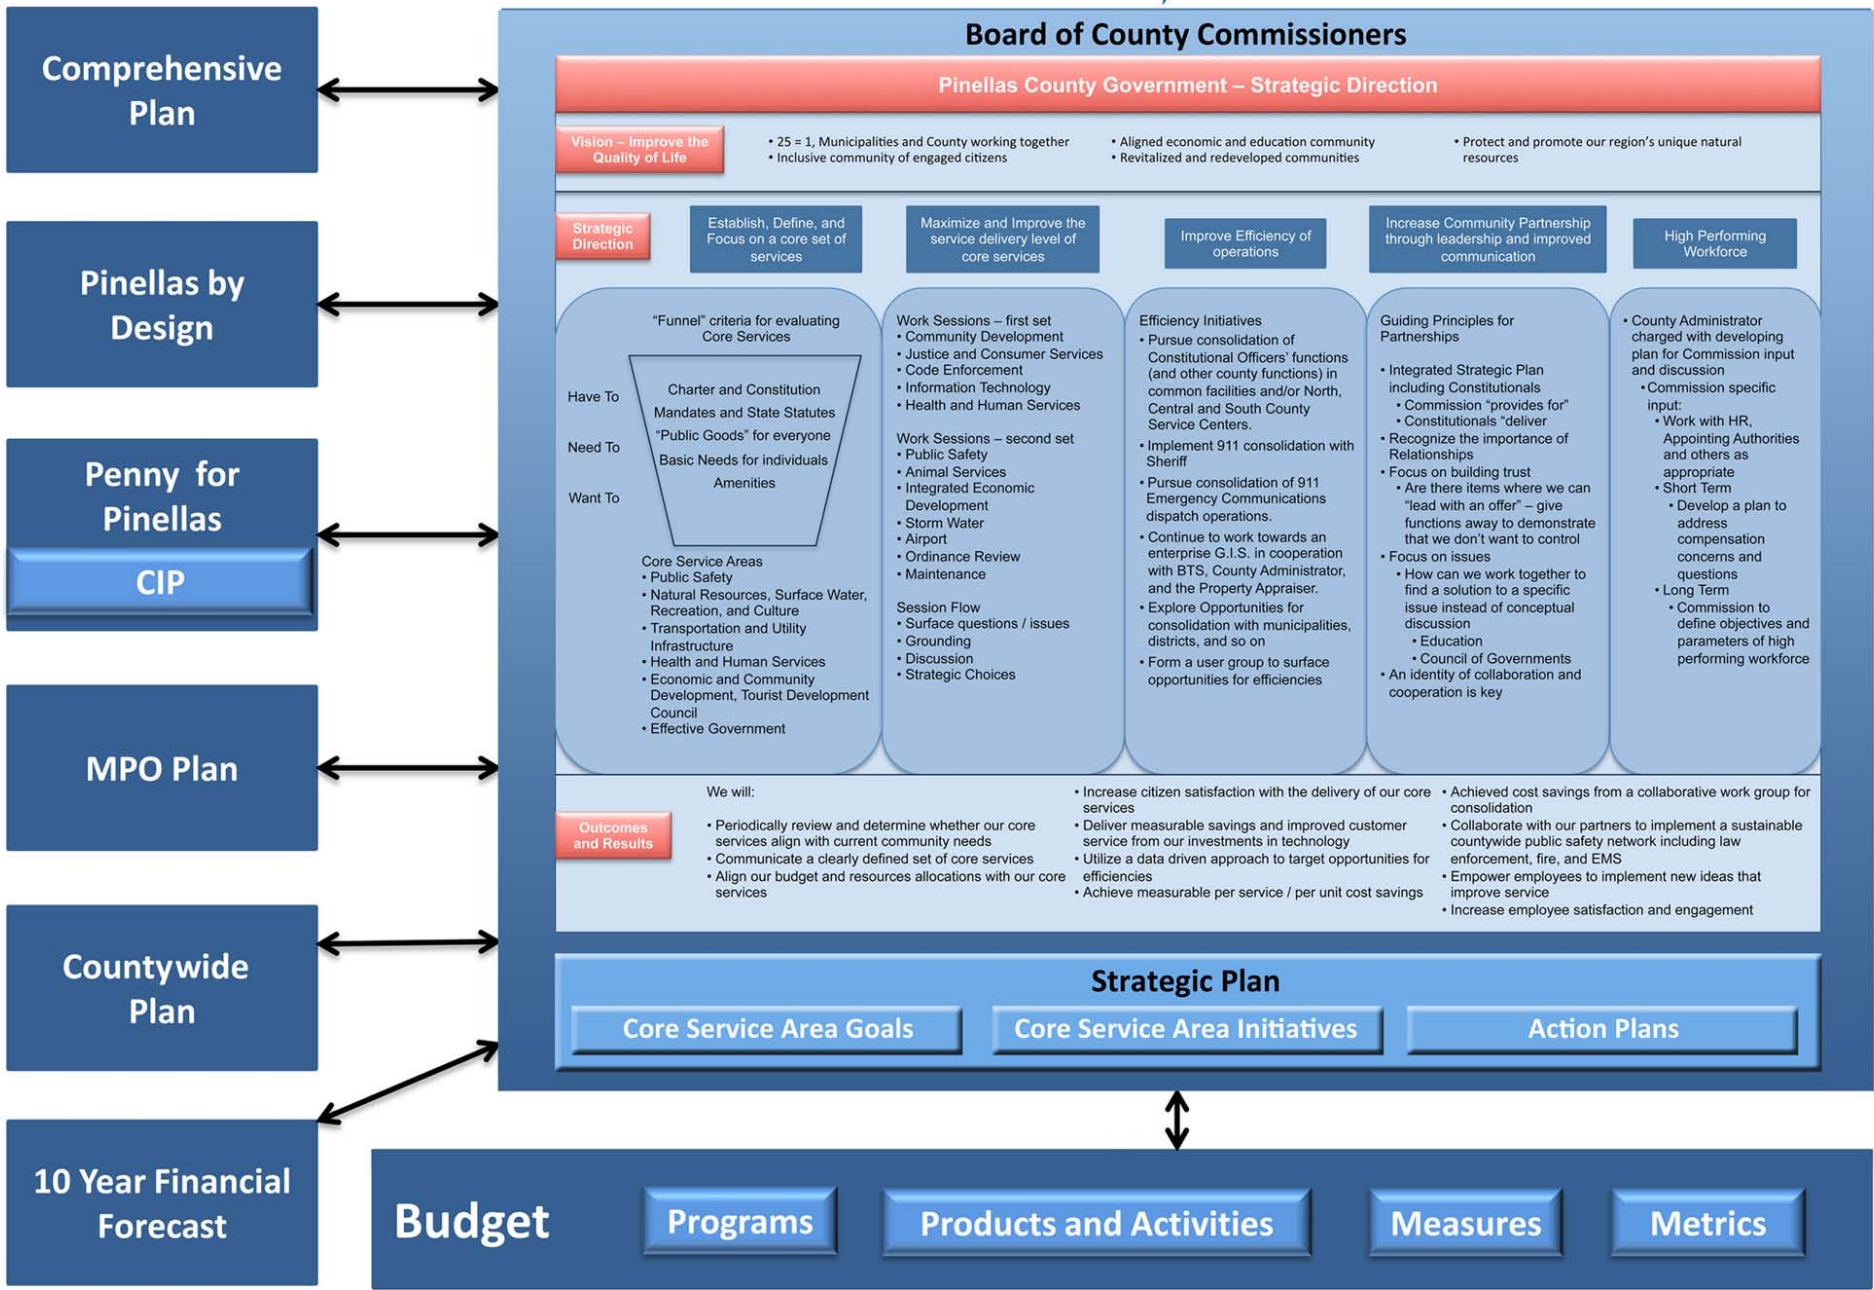 Comprehensive
Plan
Pinellas by
Design
Penny for
Pinellas
CIP
MPO Plan
Countywide
Plan
10 Year Financial
Forecast
Board of County Commissioners
Pinellas County Government – Strategic Direction
Vision – Improve the
Quality of Life
• 25 = 1, Municipalities and County working together
• Inclusive community of engaged citizens
• Aligned economic and education community
• Revitalized and redeveloped communities
• Protect and promote our region's unique natural
resources
Strategic
Direction
Establish, Define, and
Focus on a core set of
services
Maximize and Improve the
service delivery level of
core services
Improve Efficiency of
operations
Increase Community Partnership
through leadership and improved
communication
High Performing
Workforce
"Funnel" criteria for evaluating
Core Services
Have To
Need To
Want To
Charter and Constitution
Mandates and State Statutes
"Public Goods" for everyone
Basic Needs for individuals
Amenities
Core Service Areas
• Public Safety
• Natural Resources, Surface Water,
Recreation, and Culture
• Transportation and Utility
Infrastructure
• Health and Human Services
• Economic and Community
Development, Tourist Development
Council
• Effective Government
Work Sessions – first set
• Community Development
• Justice and Consumer Services
• Code Enforcement
• Information Technology
• Health and Human Services
Work Sessions – second set
• Public Safety
• Animal Services
• Integrated Economic
Development
• Storm Water
• Airport
• Ordinance Review
• Maintenance
Session Flow
• Surface questions / issues
• Grounding
• Discussion
• Strategic Choices
Efficiency Initiatives
• Pursue consolidation of
Constitutional Officers' functions
(and other county functions) in
common facilities and/or North,
Central and South County
Service Centers.
• Implement 911 consolidation with
Sheriff
• Pursue consolidation of 911
Emergency Communications
dispatch operations.
• Continue to work towards an
enterprise G.I.S. in cooperation
with BTS, County Administrator,
and the Property Appraiser.
• Explore Opportunities for
consolidation with municipalities,
districts, and so on
• Form a user group to surface
opportunities for efficiencies
Guiding Principles for
Partnerships
• Integrated Strategic Plan
including Constitutionals
• Commission "provides for"
• Constitutionals "deliver
• Recognize the importance of
Relationships
• Focus on building trust
• Are there items where we can
"lead with an offer" – give
functions away to demonstrate
that we don't want to control
• Focus on issues
• How can we work together to
find a solution to a specific
issue instead of conceptual
discussion
• Education
• Council of Governments
• An identity of collaboration and
cooperation is key
• County Administrator
charged with developing
plan for Commission input
and discussion
• Commission specific
input:
• Work with HR,
Appointing Authorities
and others as
appropriate
• Short Term
• Develop a plan to
address
compensation
concerns and
questions
• Long Term
• Commission to
define objectives and
parameters of high
performing workforce
Outcomes
and Results
We will:
• Periodically review and determine whether our core
services align with current community needs
• Communicate a clearly defined set of core services
• Align our budget and resources allocations with our core
services
• Increase citizen satisfaction with the delivery of our core
services
• Deliver measurable savings and improved customer
service from our investments in technology
• Utilize a data driven approach to target opportunities for
efficiencies
• Achieve measurable per service / per unit cost savings
• Achieved cost savings from a collaborative work group for
consolidation
• Collaborate with our partners to implement a sustainable
countywide public safety network including law
enforcement, fire, and EMS
• Empower employees to implement new ideas that
improve service
• Increase employee satisfaction and engagement
Strategic Plan
Core Service Area Goals
Core Service Area Initiatives
Action Plans
Budget
Programs
Products and Activities
Measures
Metrics